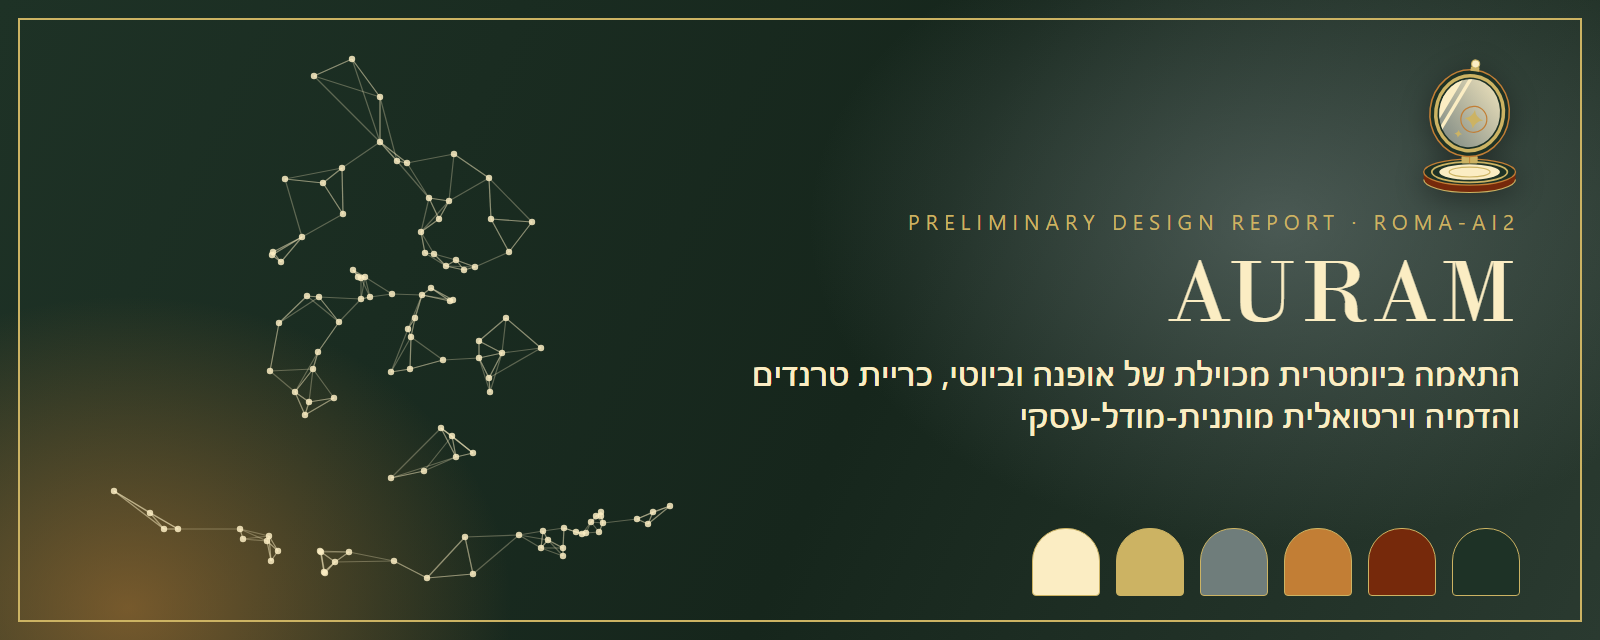 PRELIMINARY DESIGN REPORT · ROMA-AI2
AURAM
התאמה ביומטרית מכוילת של אופנה וביוטי, כריית טרנדים
והדמיה וירטואלית מותנית-מודל-עסקי